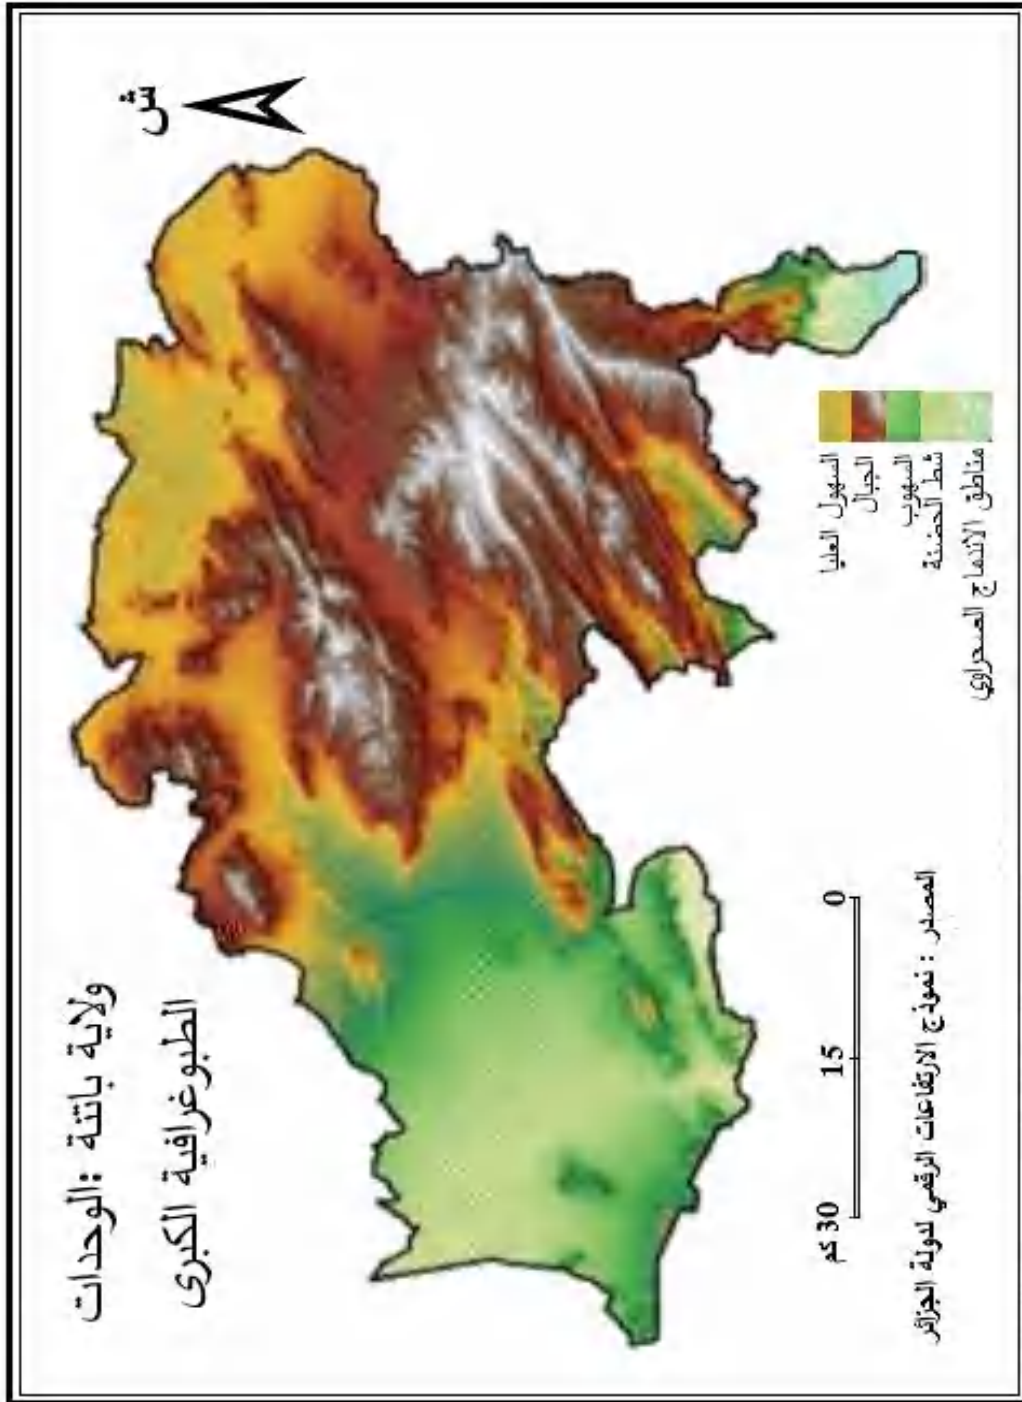 ولاية باتنة :الوحدات
الطبوغرافية الكبرى
ش
السهول العليا
الجبال
السهوب
شط الحضنة
مناطق الاندماج الصحراوي
0
15
30 كم
المصدر : نموذج الارتفاعات الرقمي لدولة الجزائر